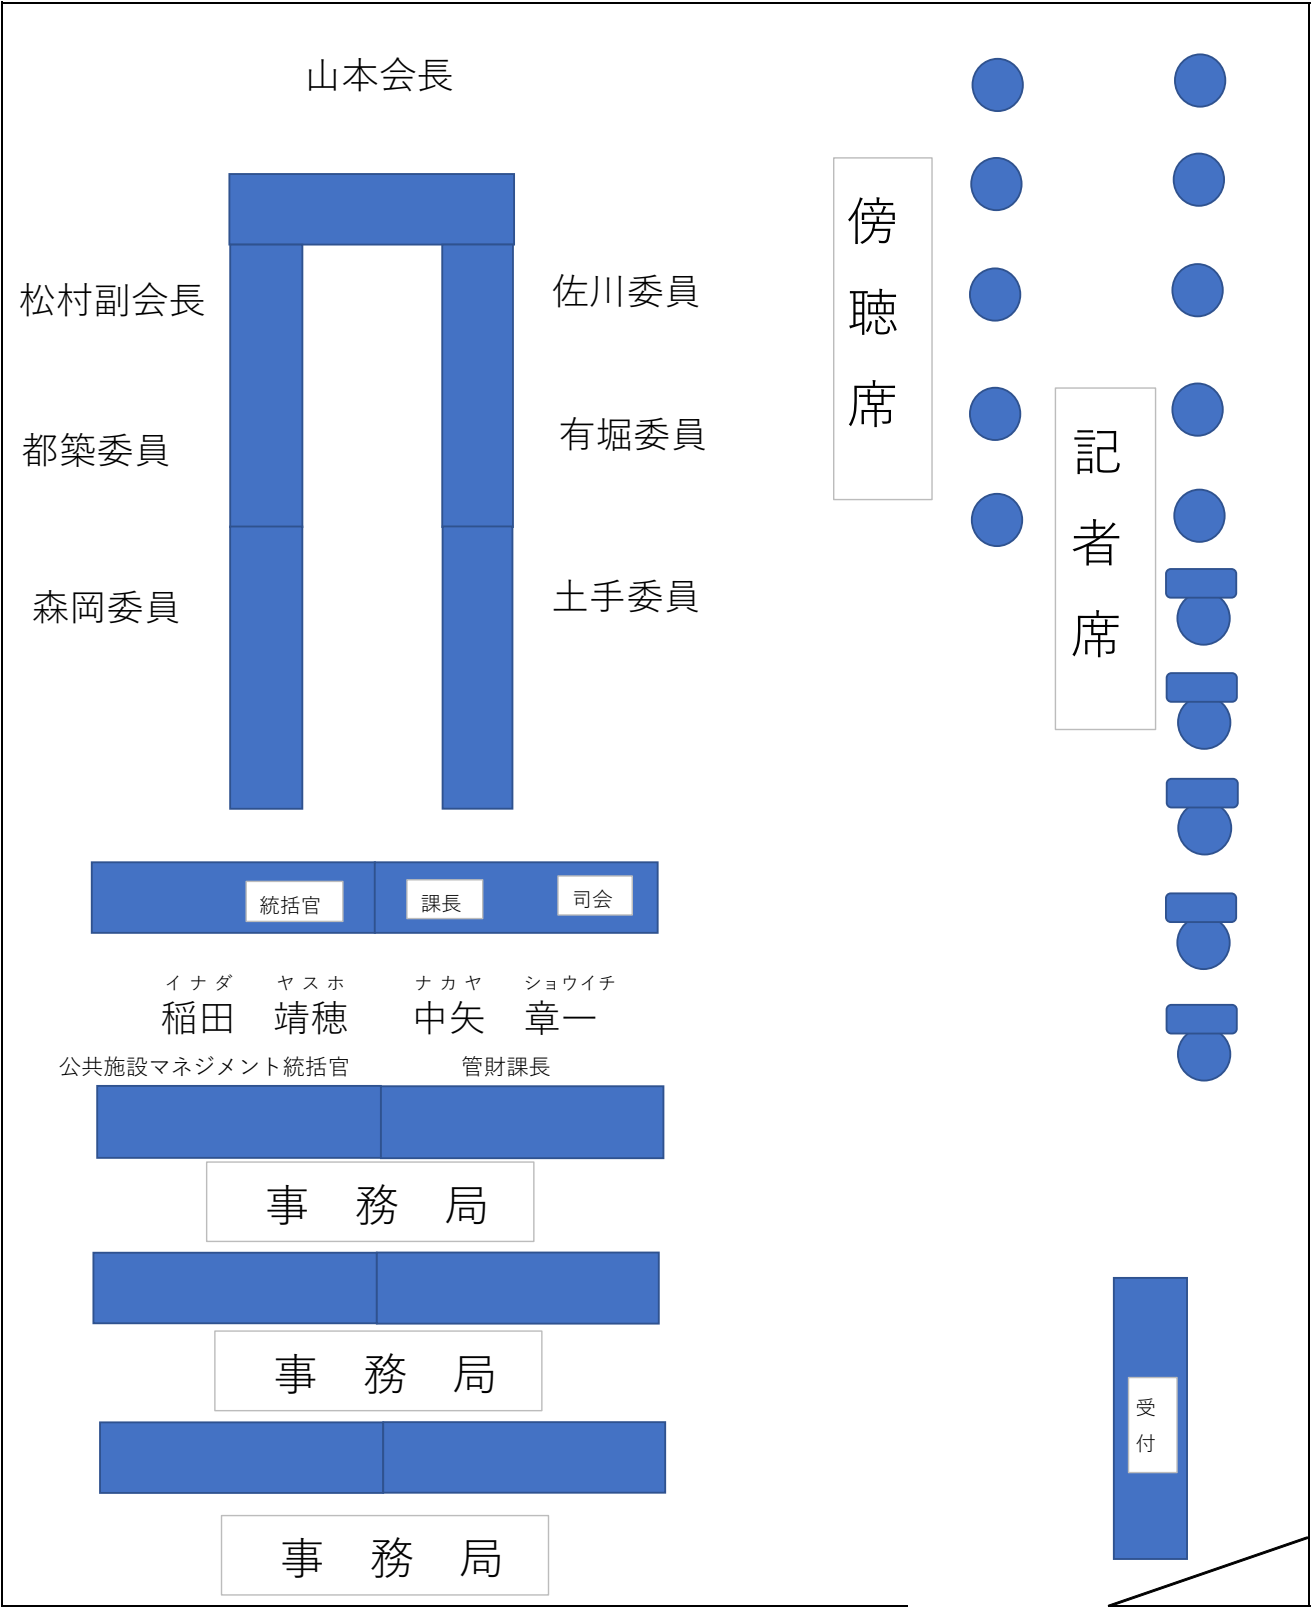 山本会長
松村副会長
佐川委員
都築委員
有堀委員
森岡委員
土手委員
傍聴席
記者席
統括官
課長
司会
イナダ ヤスホ
稲田 靖穂
公共施設マネジメント統括官
ナカヤ ショウイチ
中矢 章一
管財課長
事 務 局
事 務 局
事 務 局
受付